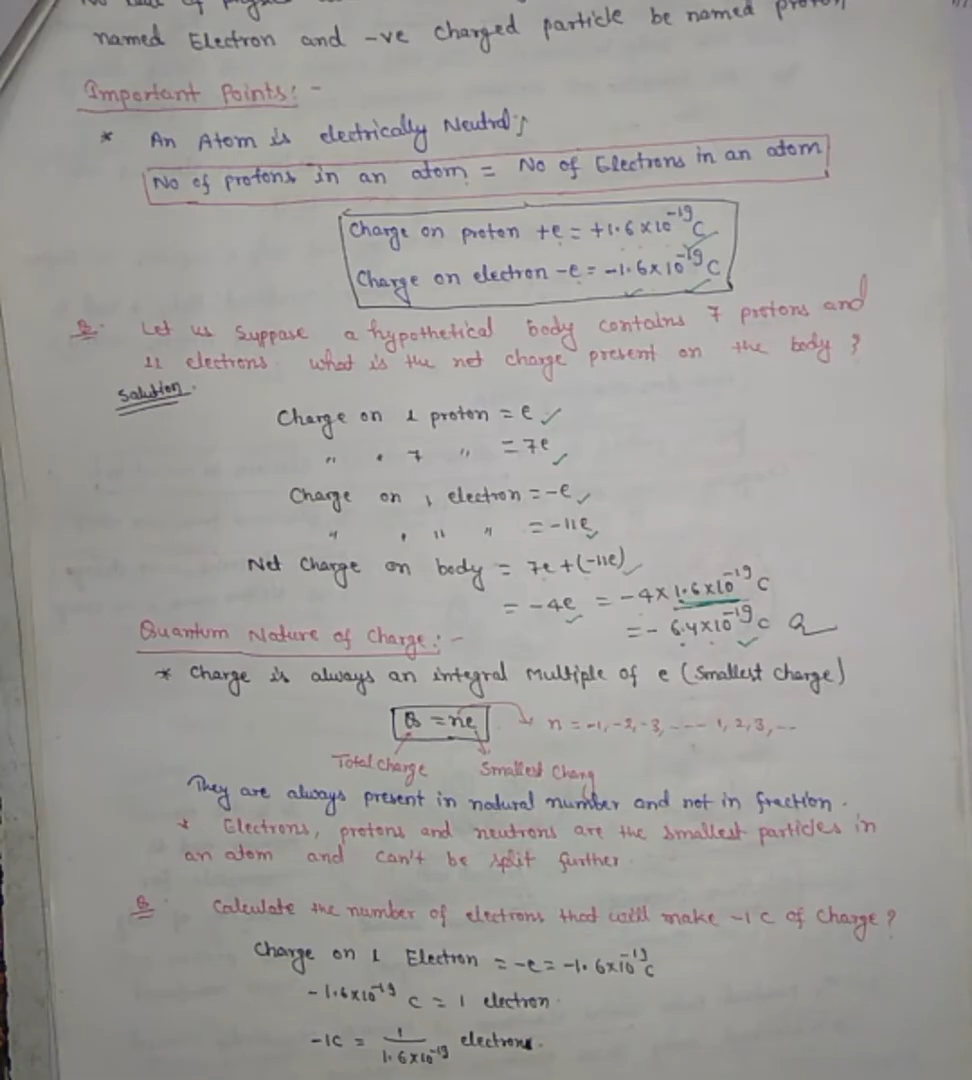 of
named Electron and -ve charged particle be named proton
Important Points: -
* An Atom is electrically Neutral;
No of protons in an atom = No of Electrons in an atom
Charge on proton +e = +1.6×10⁻¹⁹C
Charge on electron -e = -1.6×10⁻¹⁹C
Q. Let us Suppose a hypothetical body contains 7 protons and
11 electrons. what is the net charge present on the body ?
Solution.
Charge on 1 proton = e ✓
" " 7 " = 7e ✓
Charge on 1 electron = -e ✓
" " 11 " = -11e ✓
Net Charge on body = 7e+(-11e) ✓
= -4e ✓ = -4×1.6×10⁻¹⁹C
= - 6.4×10⁻¹⁹C
Quantum Nature of Charge: -
* Charge is always an integral Multiple of e (Smallest charge)
Q = ne → n = -1, -2, -3, ---- 1, 2, 3, --
Total charge Smallest Charg
They are always present in natural number and not in fraction.
* Electrons, protons and neutrons are the smallest particles in
an atom and can't be split further.
Q. Calculate the number of electrons that will make -1 C of Charge ?
Charge on 1 Electron = -e = -1.6×10⁻¹⁹C
-1.6×10⁻¹⁹ C = 1 electron.
-1C = 1/1.6×10⁻¹⁹ electrons.